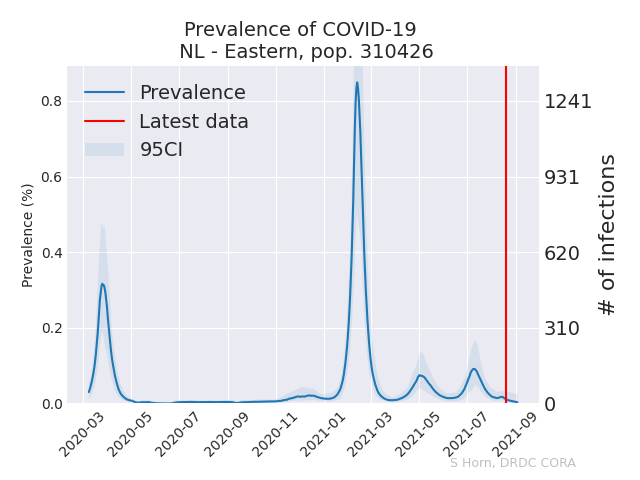 Prevalence of COVID-19
NL - Eastern, pop. 310426
Prevalence
Latest data
95CI
Prevalence (%)
0.8
0.6
0.4
0.2
0.0
1241
931
620
310
0
# of infections
2020-03
2020-05
2020-07
2020-09
2020-11
2021-01
2021-03
2021-05
2021-07
2021-09
S Horn, DRDC CORA